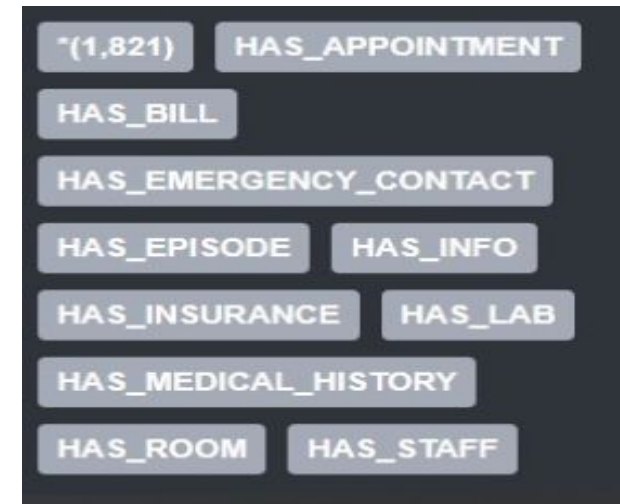 *(1,821) HAS_APPOINTMENT
HAS_BILL
HAS_EMERGENCY_CONTACT
HAS_EPISODE HAS_INFO
HAS_INSURANCE HAS_LAB
HAS_MEDICAL_HISTORY
HAS_ROOM HAS_STAFF